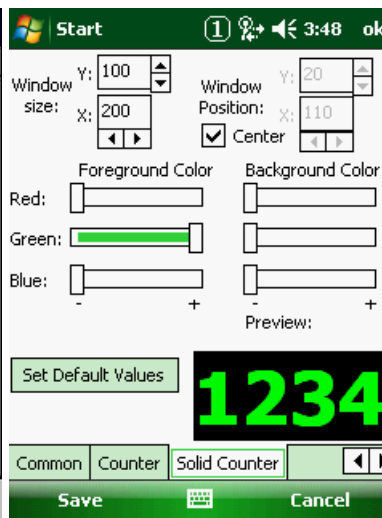 Start 1 3:48 ok
Window size: Y: 100 Window Position: Y: 20
X: 200 X: 110
Center
Foreground Color Background Color
Red:
Green:
Blue:
- + - +
Preview:
Set Default Values 1234
Common Counter Solid Counter
Save Cancel